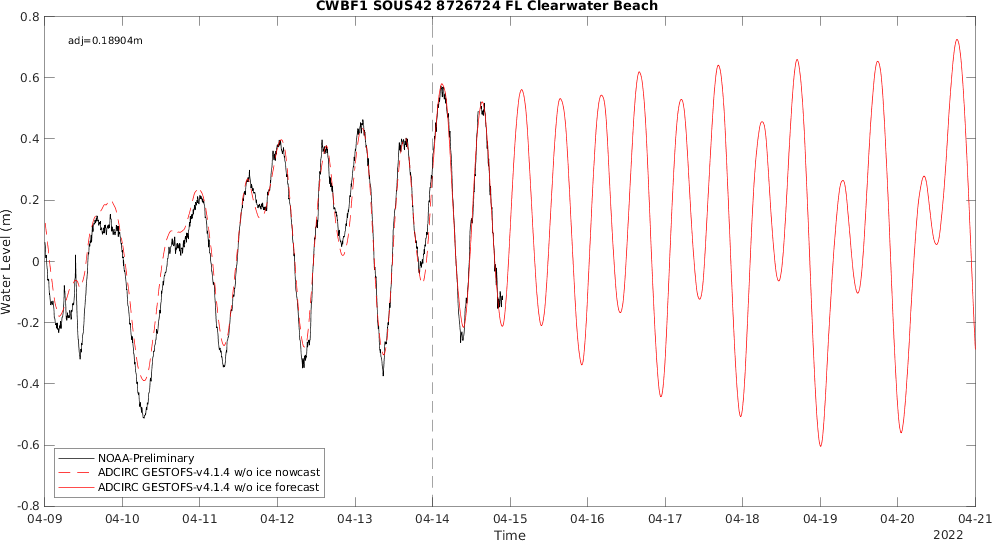 CWBF1 SOUS42 8726724 FL Clearwater Beach
0.8
adj=0.18904m
0.6
0.4
0.2
0
-0.2
-0.4
-0.6
-0.8
Water Level (m)
NOAA-Preliminary
ADCIRC GESTOFS-v4.1.4 w/o ice nowcast
ADCIRC GESTOFS-v4.1.4 w/o ice forecast
04-09 04-10 04-11 04-12 04-13 04-14 04-15 04-16 04-17 04-18 04-19 04-20 04-21
Time
2022